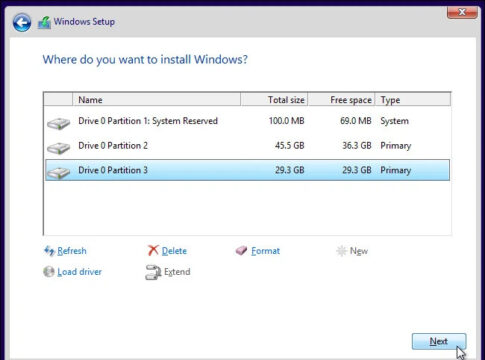 Windows Setup
Where do you want to install Windows?
Name Total size Free space Type
Drive 0 Partition 1: System Reserved 100.0 MB 69.0 MB System
Drive 0 Partition 2 45.5 GB 36.3 GB Primary
Drive 0 Partition 3 29.3 GB 29.3 GB Primary
Refresh Delete Format New
Load driver Extend
Next